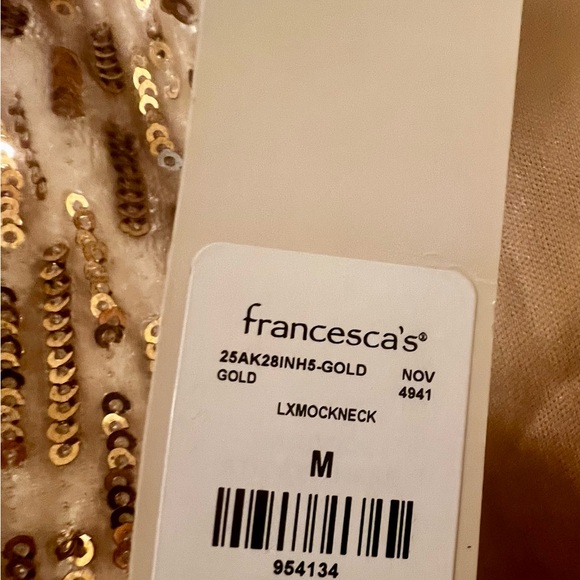 francesca's®
25AK28INH5-GOLD NOV
GOLD 4941
LXMOCKNECK
M
954134